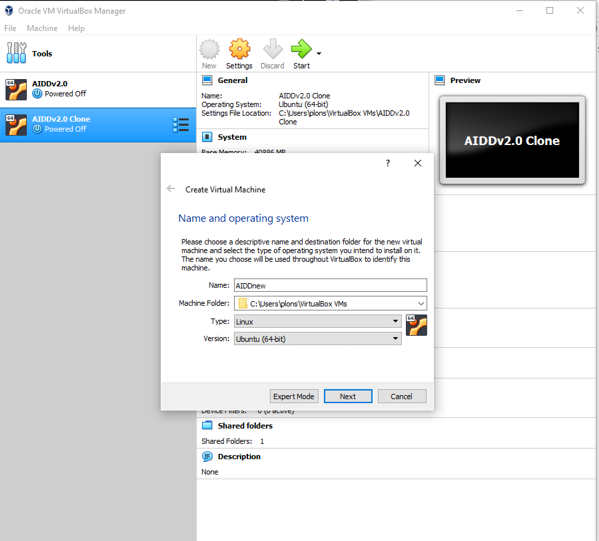 Oracle VM VirtualBox Manager
File Machine Help
Tools
New Settings Discard Start
64 AIDDv2.0
Powered Off
64 AIDDv2.0 Clone
Powered Off
General
Name: AIDDv2.0 Clone
Operating System: Ubuntu (64-bit)
Settings File Location: C:\Users\plons\VirtualBox VMs\AIDDv2.0
Clone
System
Base Memory: 40896 MB
Preview
AIDDv2.0 Clone
?
Create Virtual Machine
Name and operating system
Please choose a descriptive name and destination folder for the new virtual
machine and select the type of operating system you intend to install on it.
The name you choose will be used throughout VirtualBox to identify this
machine.
Name: AIDDnew
Machine Folder: C:\Users\plons\VirtualBox VMs
Type: Linux
64
Version: Ubuntu (64-bit)
Expert Mode Next Cancel
Device Filters: 0 (0 active)
Shared folders
Shared Folders: 1
Description
None